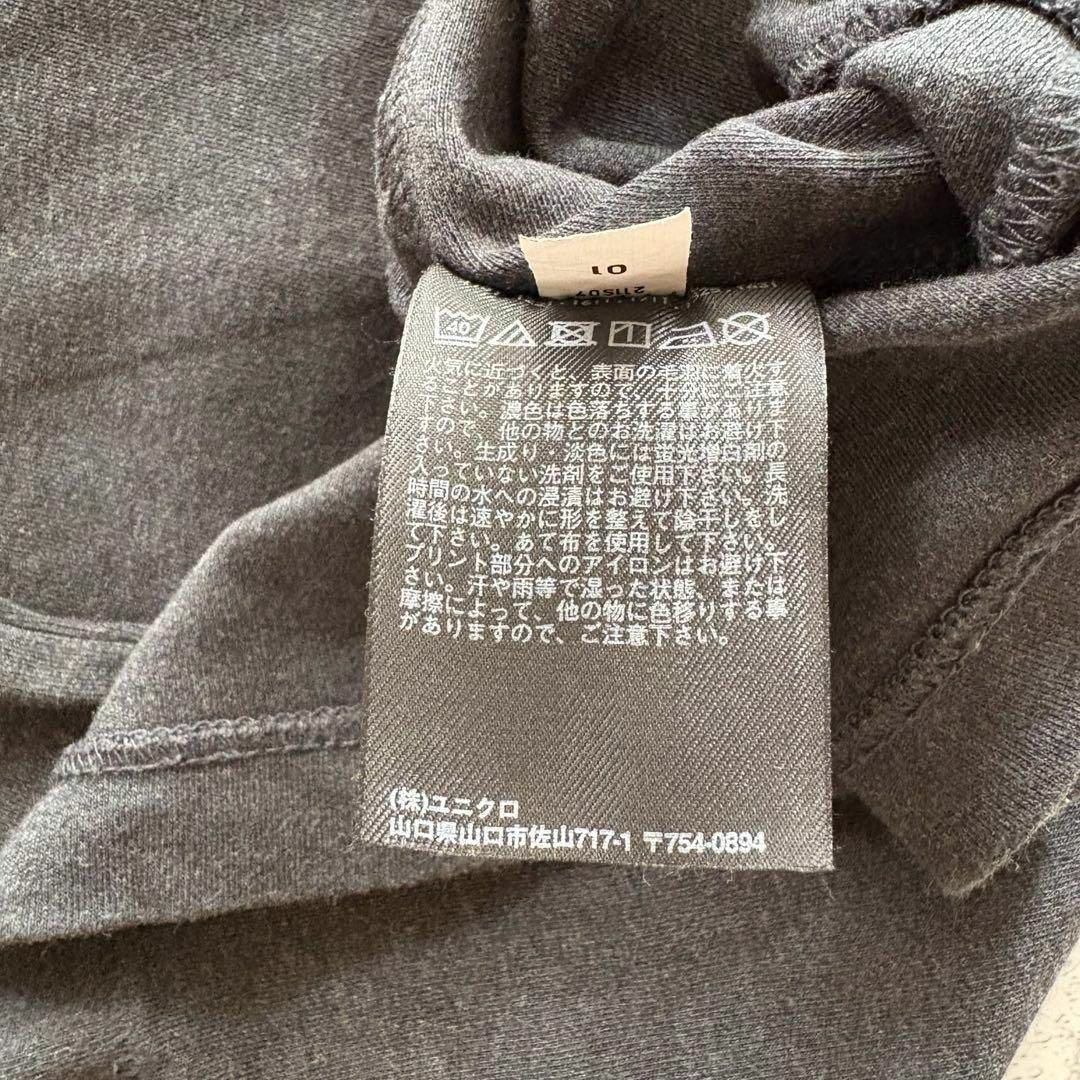 01
211S07
40
火気に近づくと、表面の毛羽に着火す
ることがありますので、十分にご注意
下さい。濃色は色落ちする事があり
ますので、他の物とのお洗濯はお避け下
さい。生成り・淡色には蛍光増白剤の
入っていない洗剤をご使用下さい。長
時間の水への浸漬はお避け下さい。洗
濯後は速やかに形を整えて陰干しをし
て下さい。あて布を使用して下さい。
プリント部分へのアイロンはお避け下
さい。汗や雨等で湿った状態、または
摩擦によって、他の物に色移りする事
がありますので、ご注意下さい。
(株)ユニクロ
山口県山口市佐山717-1 〒754-0894